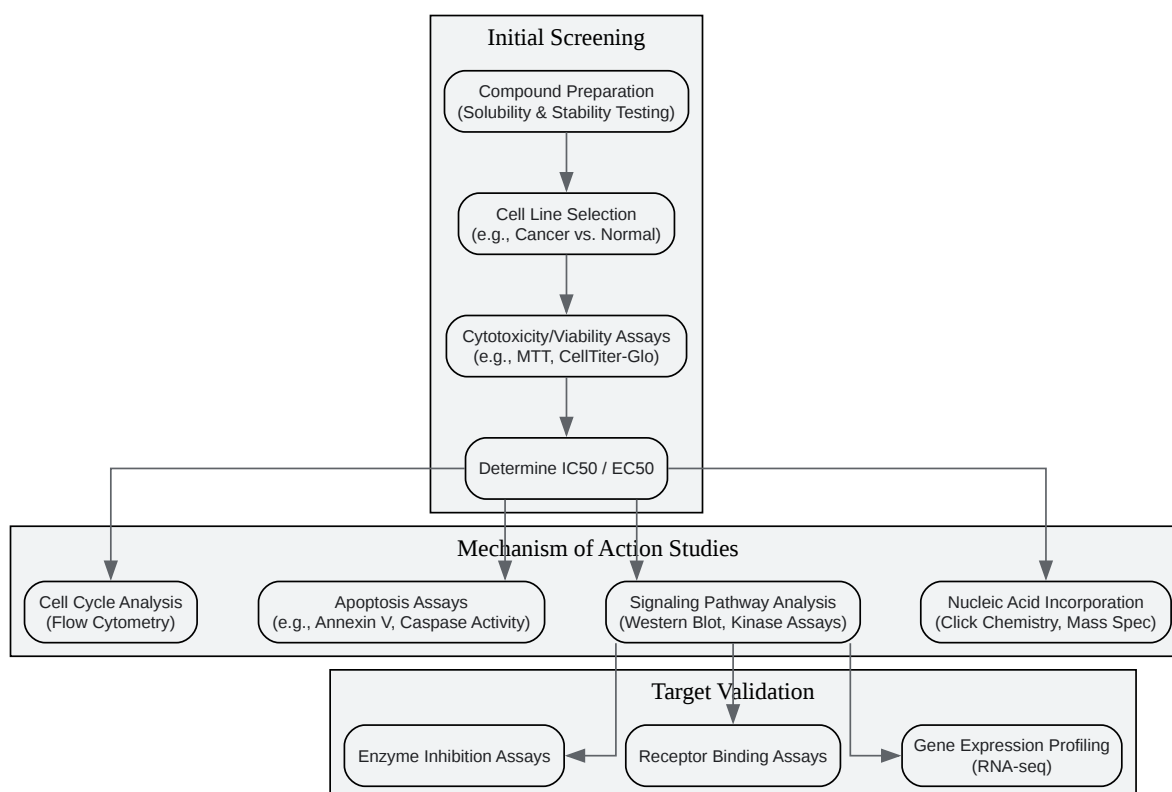 Initial Screening
Compound Preparation
(Solubility & Stability Testing)
Cell Line Selection
(e.g., Cancer vs. Normal)
Cytotoxicity/Viability Assays
(e.g., MTT, CellTiter-Glo)
Determine IC50 / EC50
Mechanism of Action Studies
Cell Cycle Analysis
(Flow Cytometry)
Apoptosis Assays
(e.g., Annexin V, Caspase Activity)
Signaling Pathway Analysis
(Western Blot, Kinase Assays)
Nucleic Acid Incorporation
(Click Chemistry, Mass Spec)
Target Validation
Enzyme Inhibition Assays
Receptor Binding Assays
Gene Expression Profiling
(RNA-seq)